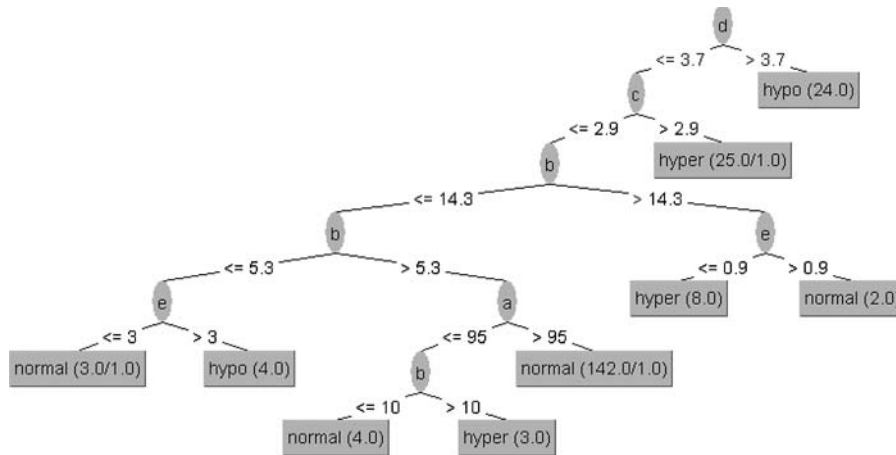 d
<= 3.7 > 3.7
c hypo (24.0)
<= 2.9 > 2.9
b hyper (25.0/1.0)
<= 14.3 > 14.3
b e
<= 5.3 > 5.3 <= 0.9 > 0.9
e a hyper (8.0) normal (2.0)
<= 3 > 3 <= 95 > 95
normal (3.0/1.0) hypo (4.0) b normal (142.0/1.0)
<= 10 > 10
normal (4.0) hyper (3.0)